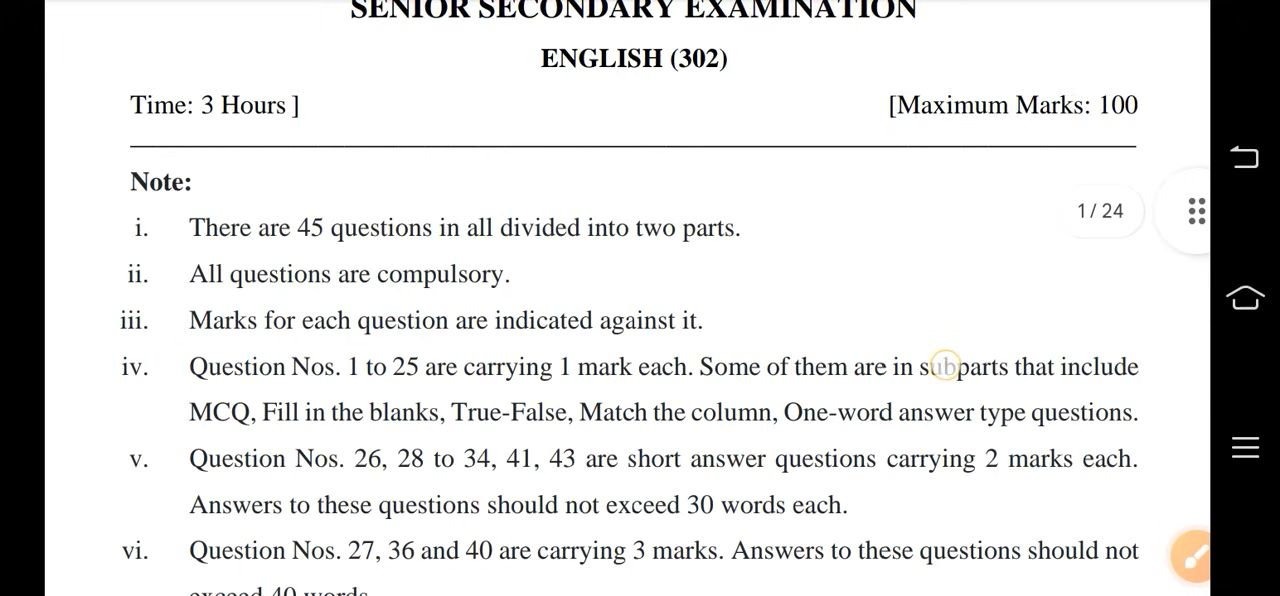 SENIOR SECONDARY EXAMINATION
ENGLISH (302)
Time: 3 Hours ] [Maximum Marks: 100
Note:
1 / 24
i. There are 45 questions in all divided into two parts.
ii. All questions are compulsory.
iii. Marks for each question are indicated against it.
iv. Question Nos. 1 to 25 are carrying 1 mark each. Some of them are in subparts that include
MCQ, Fill in the blanks, True-False, Match the column, One-word answer type questions.
v. Question Nos. 26, 28 to 34, 41, 43 are short answer questions carrying 2 marks each.
Answers to these questions should not exceed 30 words each.
vi. Question Nos. 27, 36 and 40 are carrying 3 marks. Answers to these questions should not
exceed 40 words.